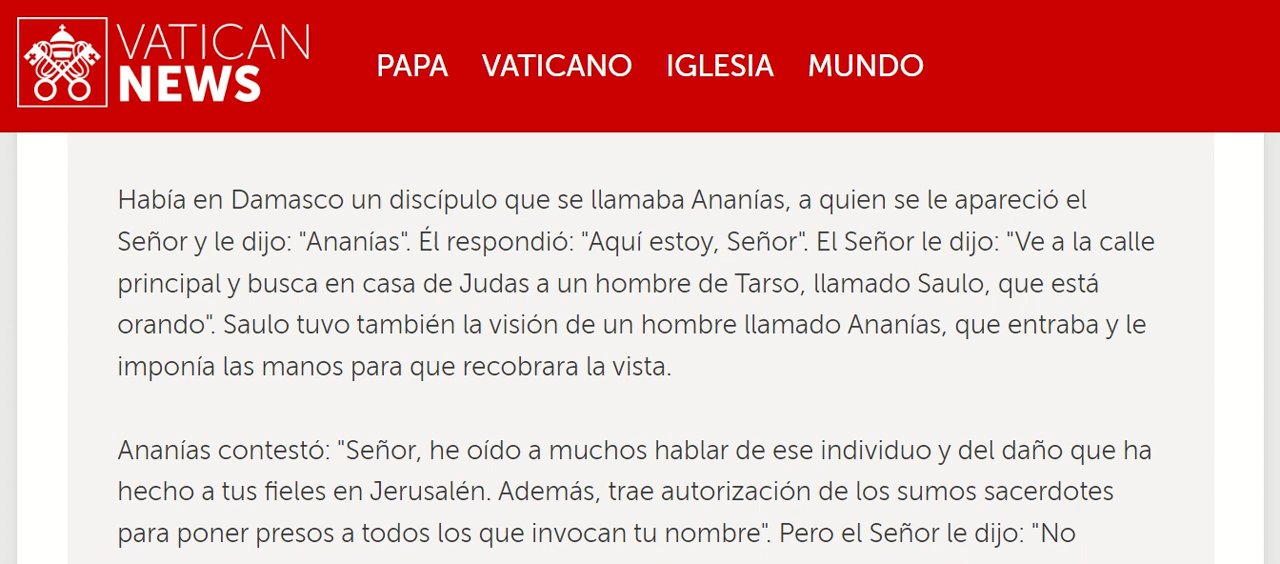 VATICAN
NEWS
PAPA VATICANO IGLESIA MUNDO
Había en Damasco un discípulo que se llamaba Ananías, a quien se le apareció el
Señor y le dijo: "Ananías". Él respondió: "Aquí estoy, Señor". El Señor le dijo: "Ve a la calle
principal y busca en casa de Judas a un hombre de Tarso, llamado Saulo, que está
orando". Saulo tuvo también la visión de un hombre llamado Ananías, que entraba y le
imponía las manos para que recobrara la vista.
Ananías contestó: "Señor, he oído a muchos hablar de ese individuo y del daño que ha
hecho a tus fieles en Jerusalén. Además, trae autorización de los sumos sacerdotes
para poner presos a todos los que invocan tu nombre". Pero el Señor le dijo: "No